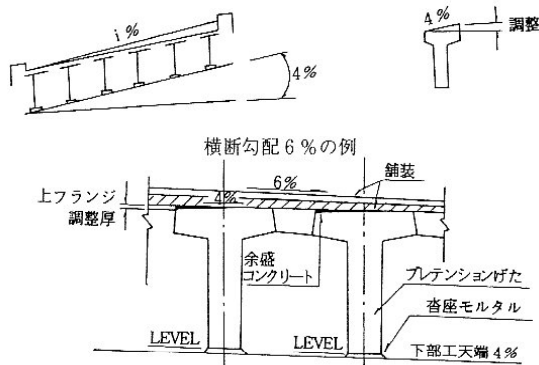 i%
4%
4%
調整
横断勾配6%の例
6%
舗装
4%
上フランジ
調整厚
余盛
コンクリート
プレテンションげた
沓座モルタル
LEVEL
LEVEL
下部工天端4%